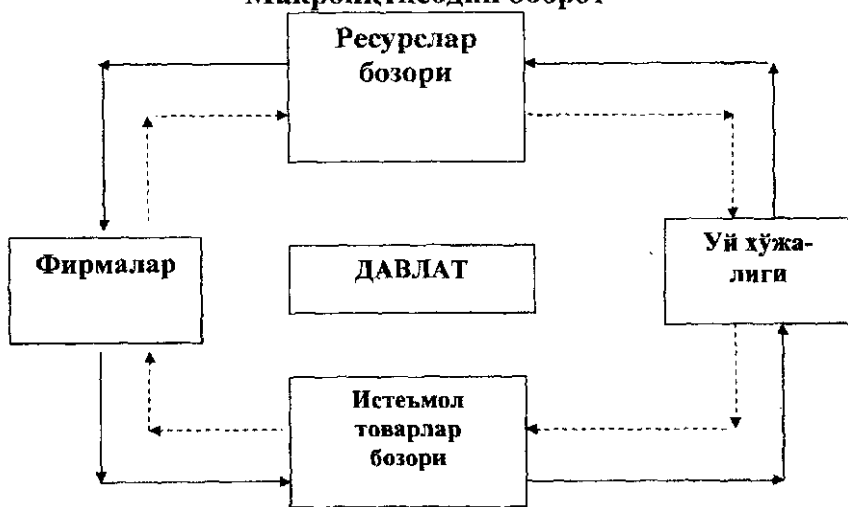 Ресурслар
бозори
Фирмалар
ДАВЛАТ
Уй хўжа-
лиги
Истеъмол
товарлар
бозори